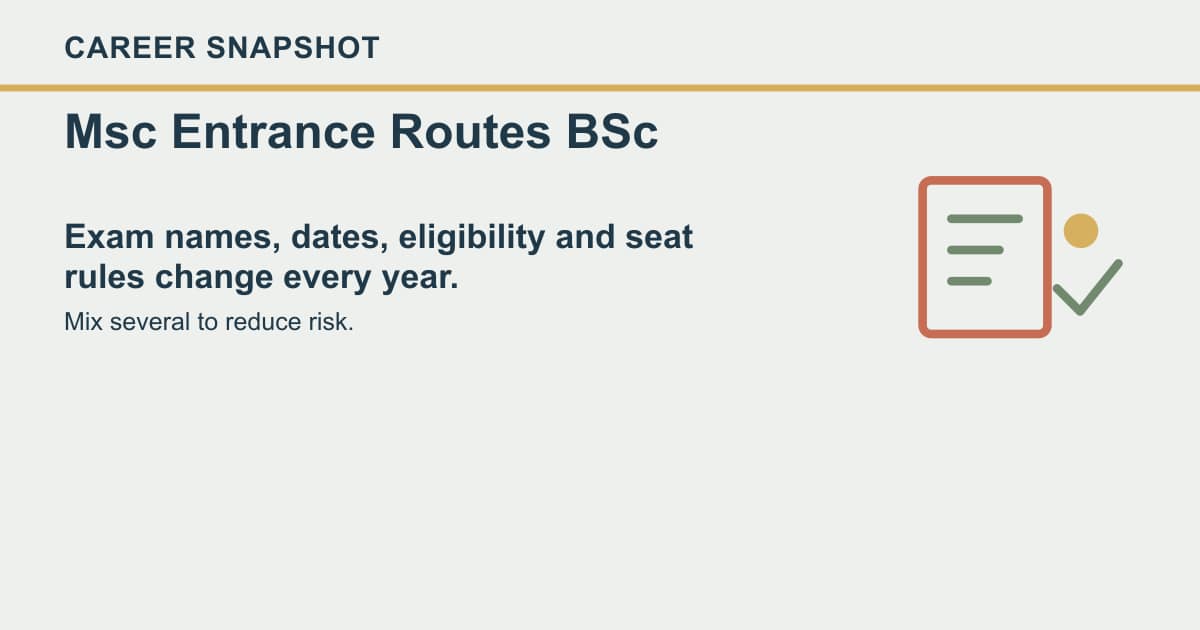 CAREER SNAPSHOT
Msc Entrance Routes BSc
Exam names, dates, eligibility and seat
rules change every year.
Mix several to reduce risk.